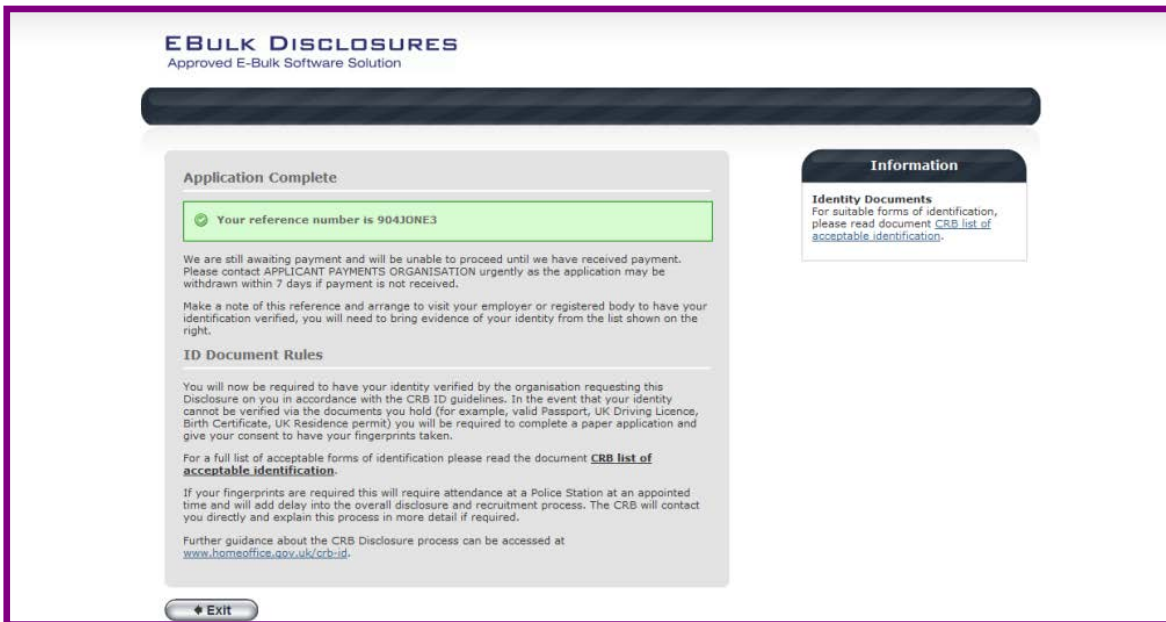 EBULK DISCLOSURES
Approved E-Bulk Software Solution
Application Complete
Your reference number is 904JONE3
We are still awaiting payment and will be unable to proceed until we have received payment.
Please contact APPLICANT PAYMENTS ORGANISATION urgently as the application may be
withdrawn within 7 days if payment is not received.
Make a note of this reference and arrange to visit your employer or registered body to have your
identification verified, you will need to bring evidence of your identity from the list shown on the
right.
ID Document Rules
You will now be required to have your identity verified by the organisation requesting this
Disclosure on you in accordance with the CRB ID guidelines. In the event that your identity
cannot be verified via the documents you hold (for example, valid Passport, UK Driving Licence,
Birth Certificate, UK Residence permit) you will be required to complete a paper application and
give your consent to have your fingerprints taken.
For a full list of acceptable forms of identification please read the document CRB list of
acceptable identification.
If your fingerprints are required this will require attendance at a Police Station at an appointed
time and will add delay into the overall disclosure and recruitment process. The CRB will contact
you directly and explain this process in more detail if required.
Further guidance about the CRB Disclosure process can be accessed at
www.homeoffice.gov.uk/crb-id.
Exit
Information
Identity Documents
For suitable forms of identification,
please read document CRB list of
acceptable identification.